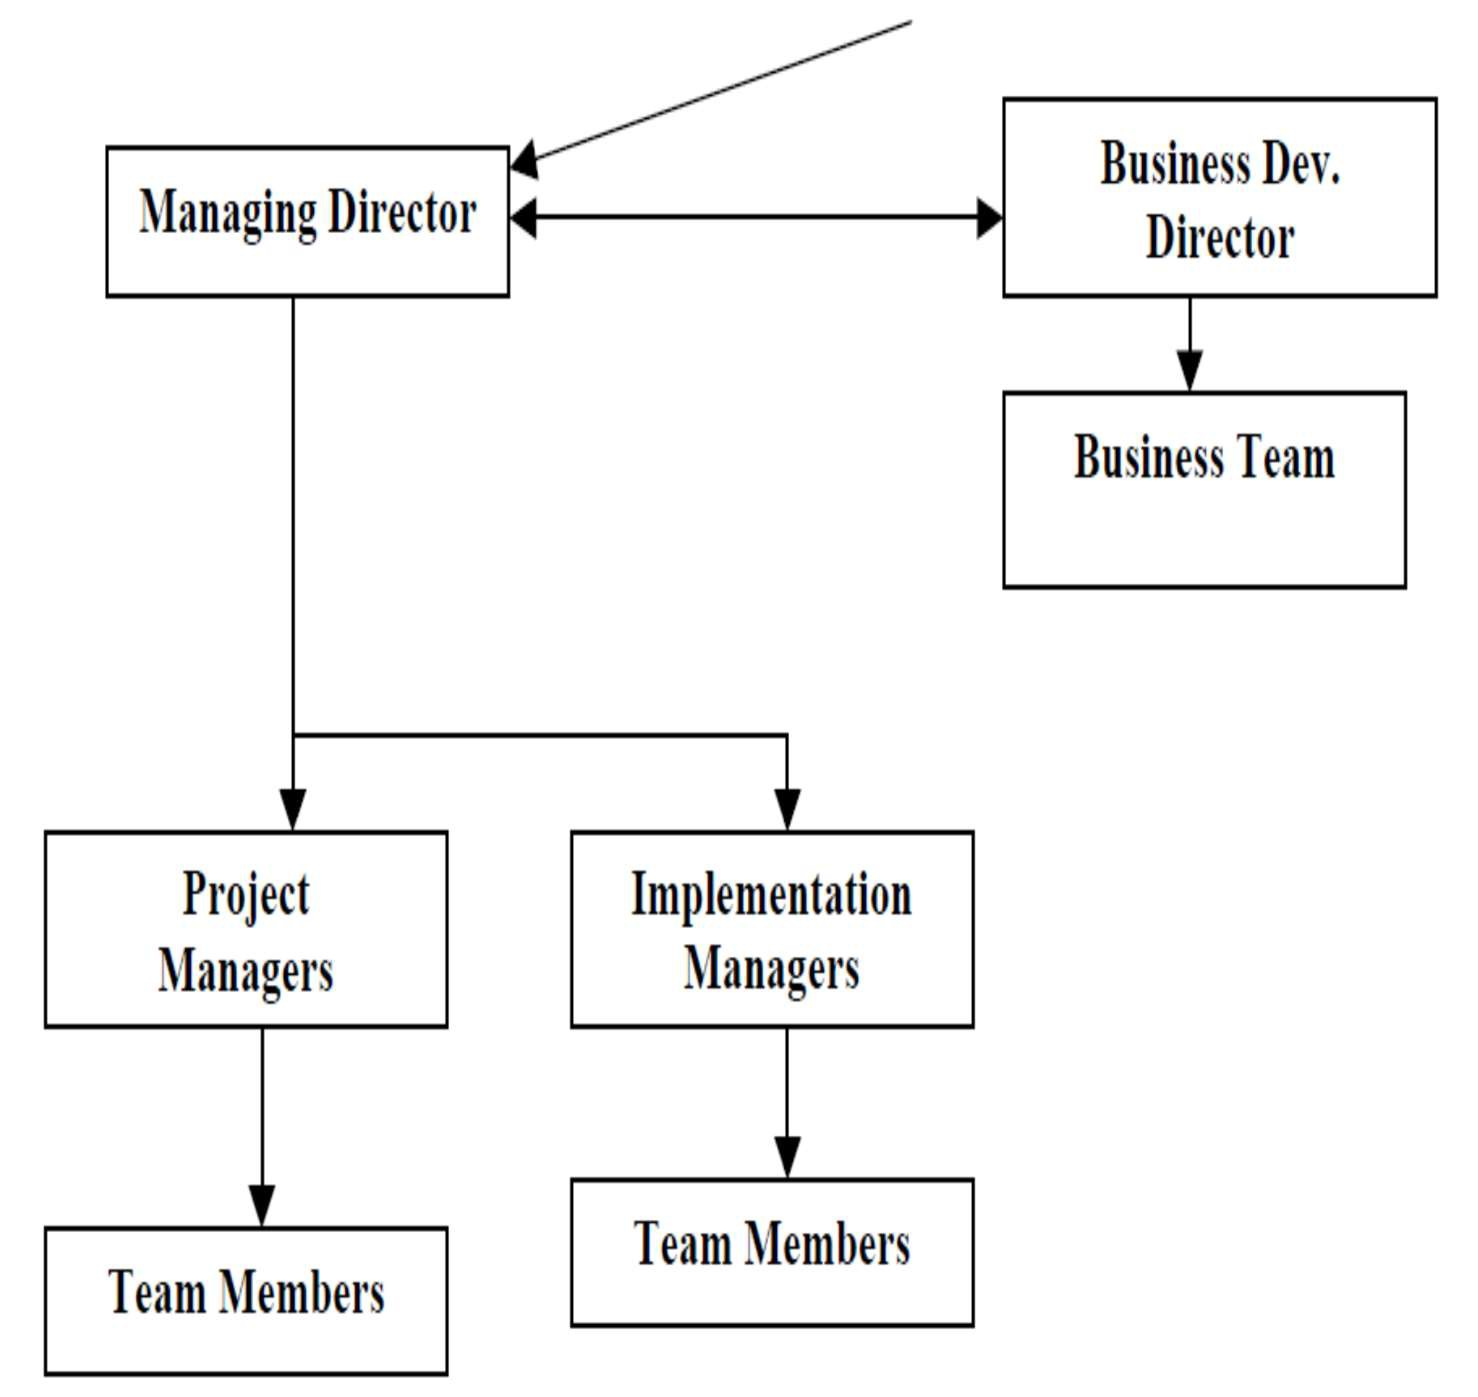 Managing Director
Business Dev.
Director
Business Team
Project
Managers
Implementation
Managers
Team Members
Team Members